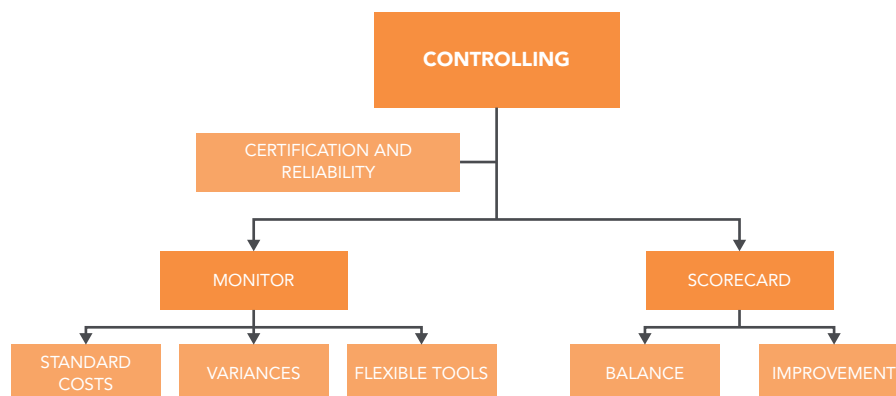 CONTROLLING
CERTIFICATION AND
RELIABILITY
MONITOR
SCORECARD
STANDARD
COSTS
VARIANCES
FLEXIBLE TOOLS
BALANCE
IMPROVEMENT